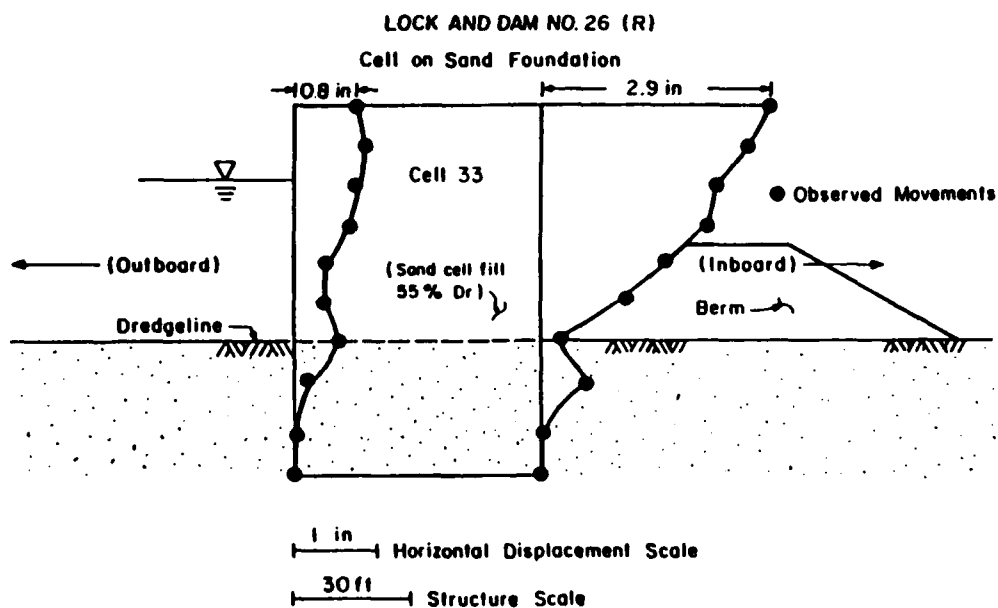 LOCK AND DAM NO. 26 (R)
Cell on Sand Foundation
0.8 in
2.9 in
Cell 33
Observed Movements
(Outboard)
(Sand cell fill
55% Dr)
(Inboard)
Berm
Dredgeline
1 in
Horizontal Displacement Scale
30 ft
Structure Scale